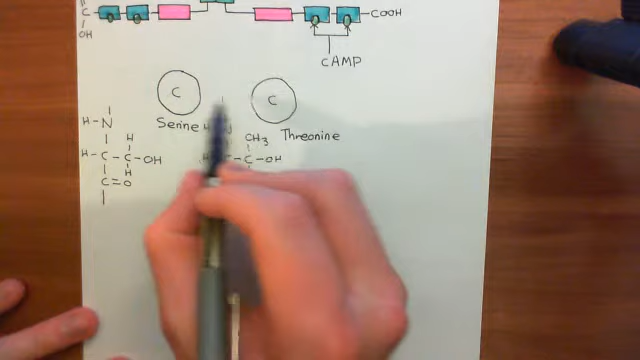 C
OH
COOH
cAMP
C
C
Serine
Threonine
H-N
H
CH₃
H-C-C-OH
C-OH
H
C=O